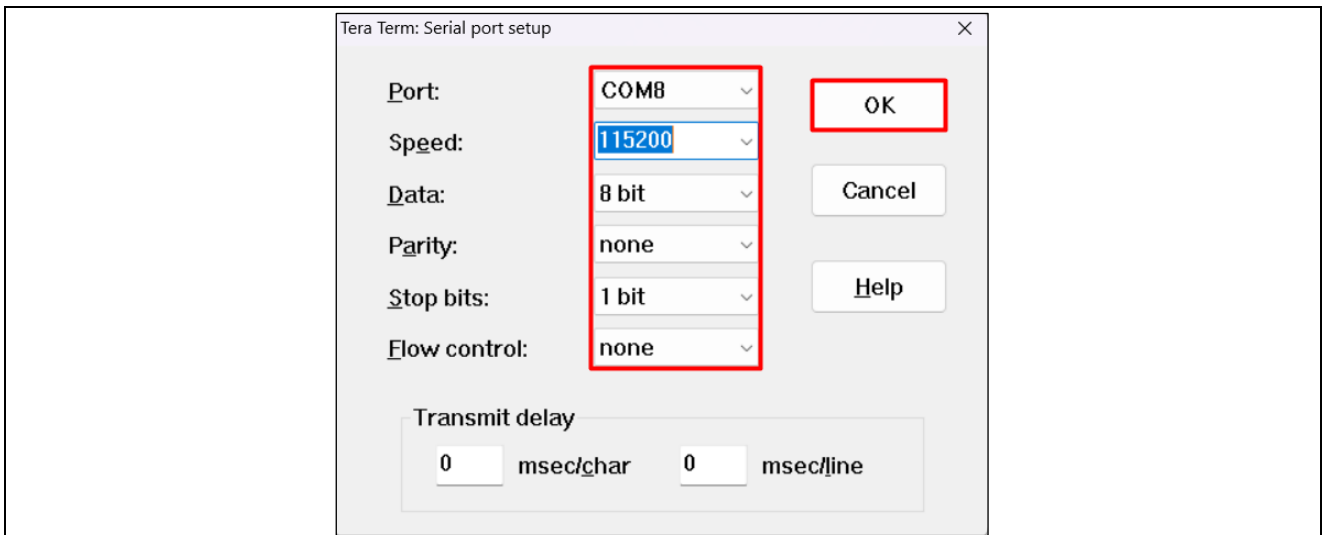 Tera Term: Serial port setup
Port: COM8
OK
Speed: 115200
Data: 8 bit
Cancel
Parity: none
Stop bits: 1 bit
Help
Flow control: none
Transmit delay
0 msec/char 0 msec/line